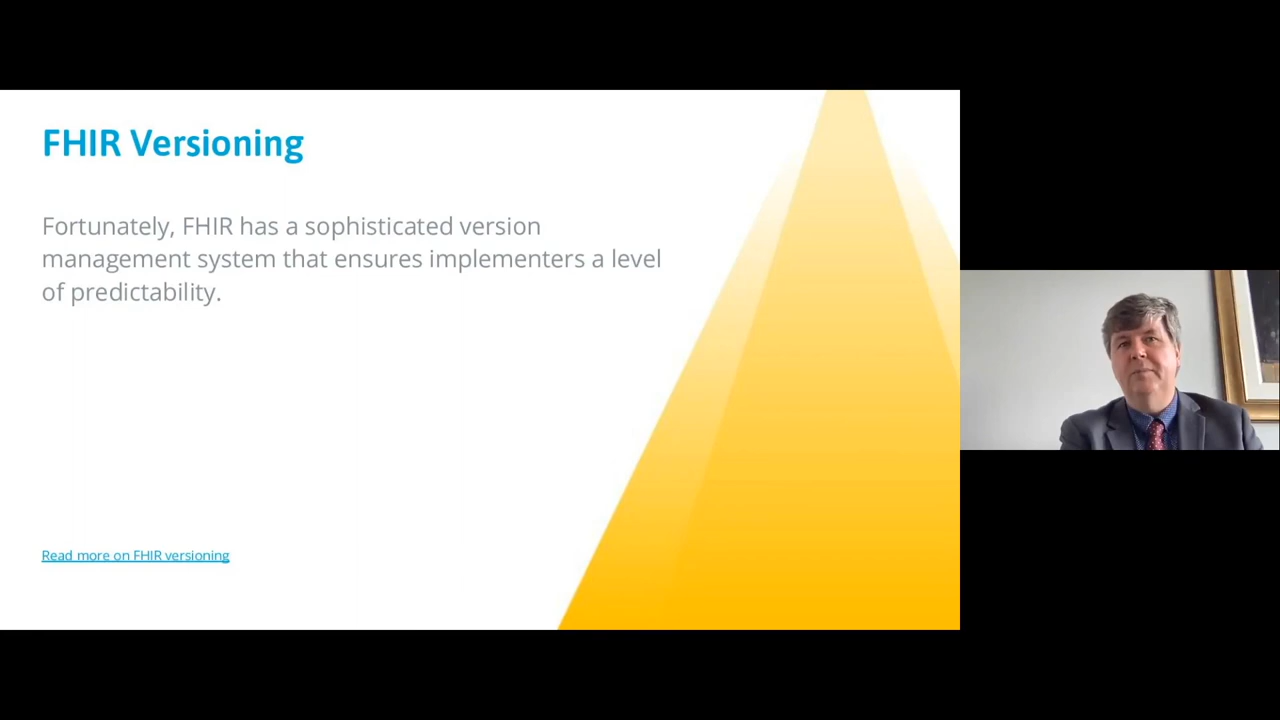 FHIR Versioning
Fortunately, FHIR has a sophisticated version
management system that ensures implementers a level
of predictability.
Read more on FHIR versioning